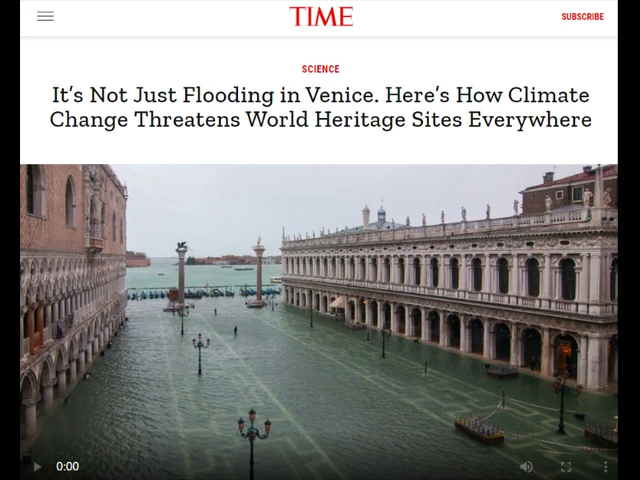 TIME
SUBSCRIBE
SCIENCE
It's Not Just Flooding in Venice. Here's How Climate
Change Threatens World Heritage Sites Everywhere
0:00